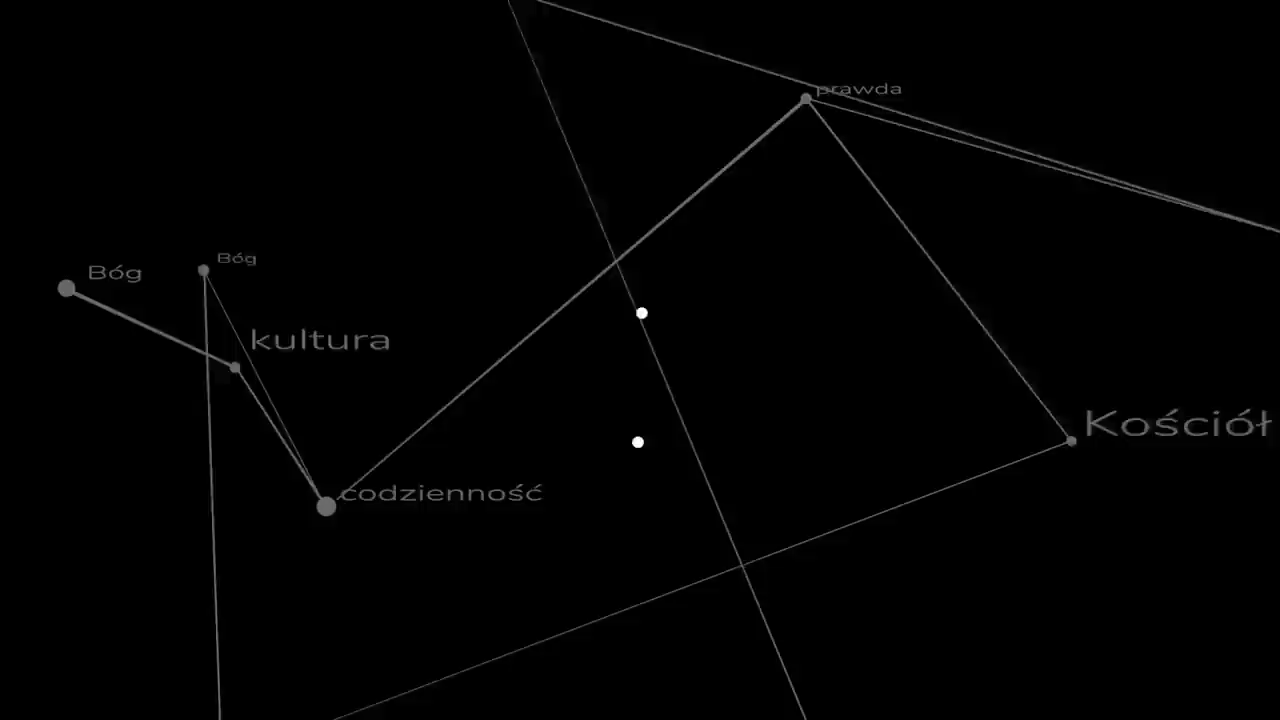 prawda
Bóg
Bóg
kultura
Kościół
codzienność